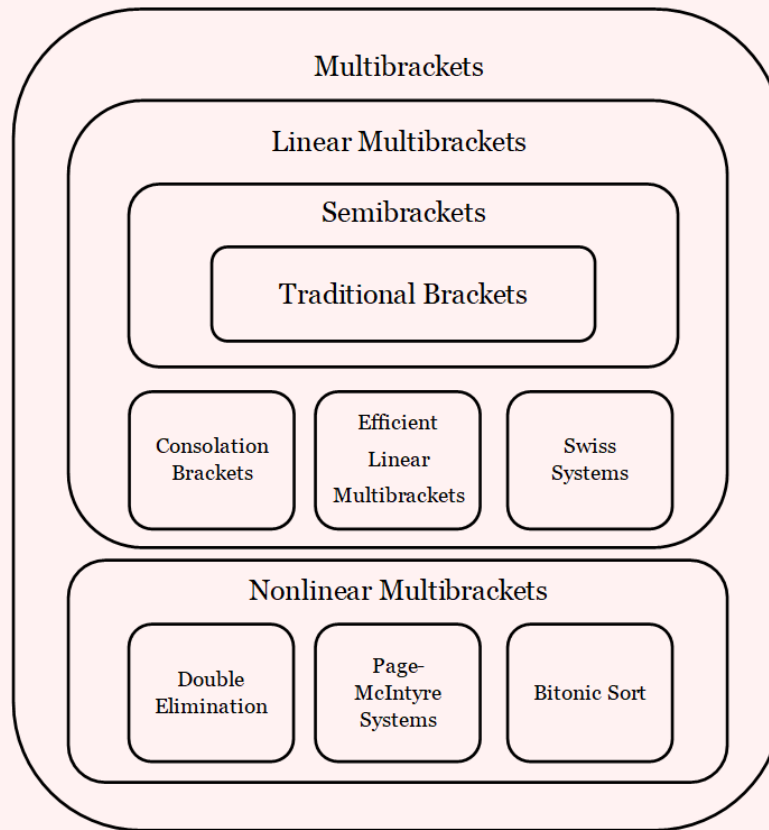 Multibrackets
Linear Multibrackets
Semibrackets
Traditional Brackets
Consolation
Brackets
Efficient
Linear
Multibrackets
Swiss
Systems
Nonlinear Multibrackets
Double
Elimination
Page-
McIntyre
Systems
Bitonic Sort